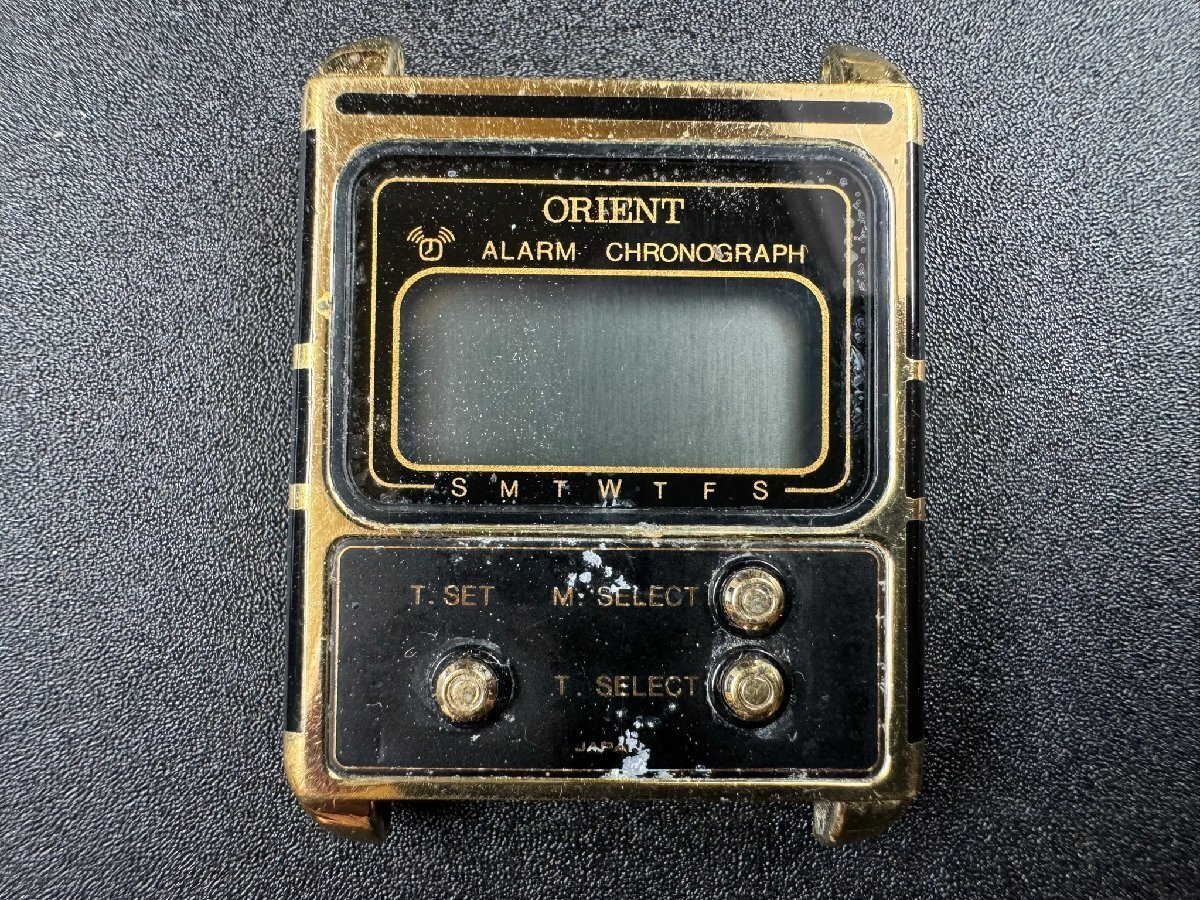 ORIENT
ALARM CHRONOGRAPH
S M T W T F S
T. SET M. SELECT
T. SELECT
JAPAN